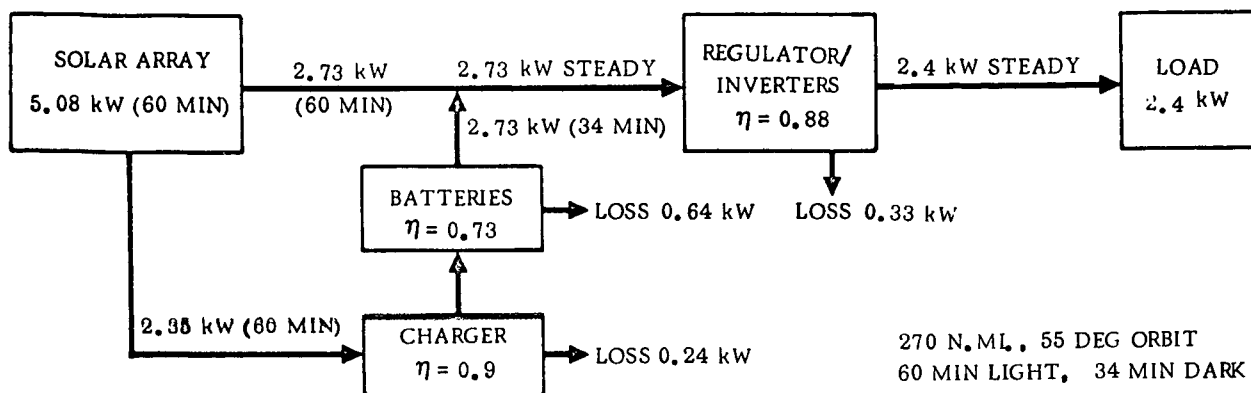 SOLAR ARRAY
5.08 kW (60 MIN)
2.73 kW
(60 MIN)
2.73 kW STEADY
2.73 kW (34 MIN)
REGULATOR/
INVERTERS
η = 0.88
2.4 kW STEADY
LOAD
2.4 kW
BATTERIES
η = 0.73
LOSS 0.64 kW
LOSS 0.33 kW
2.35 kW (60 MIN)
CHARGER
η = 0.9
LOSS 0.24 kW
270 N.MI., 55 DEG ORBIT
60 MIN LIGHT, 34 MIN DARK